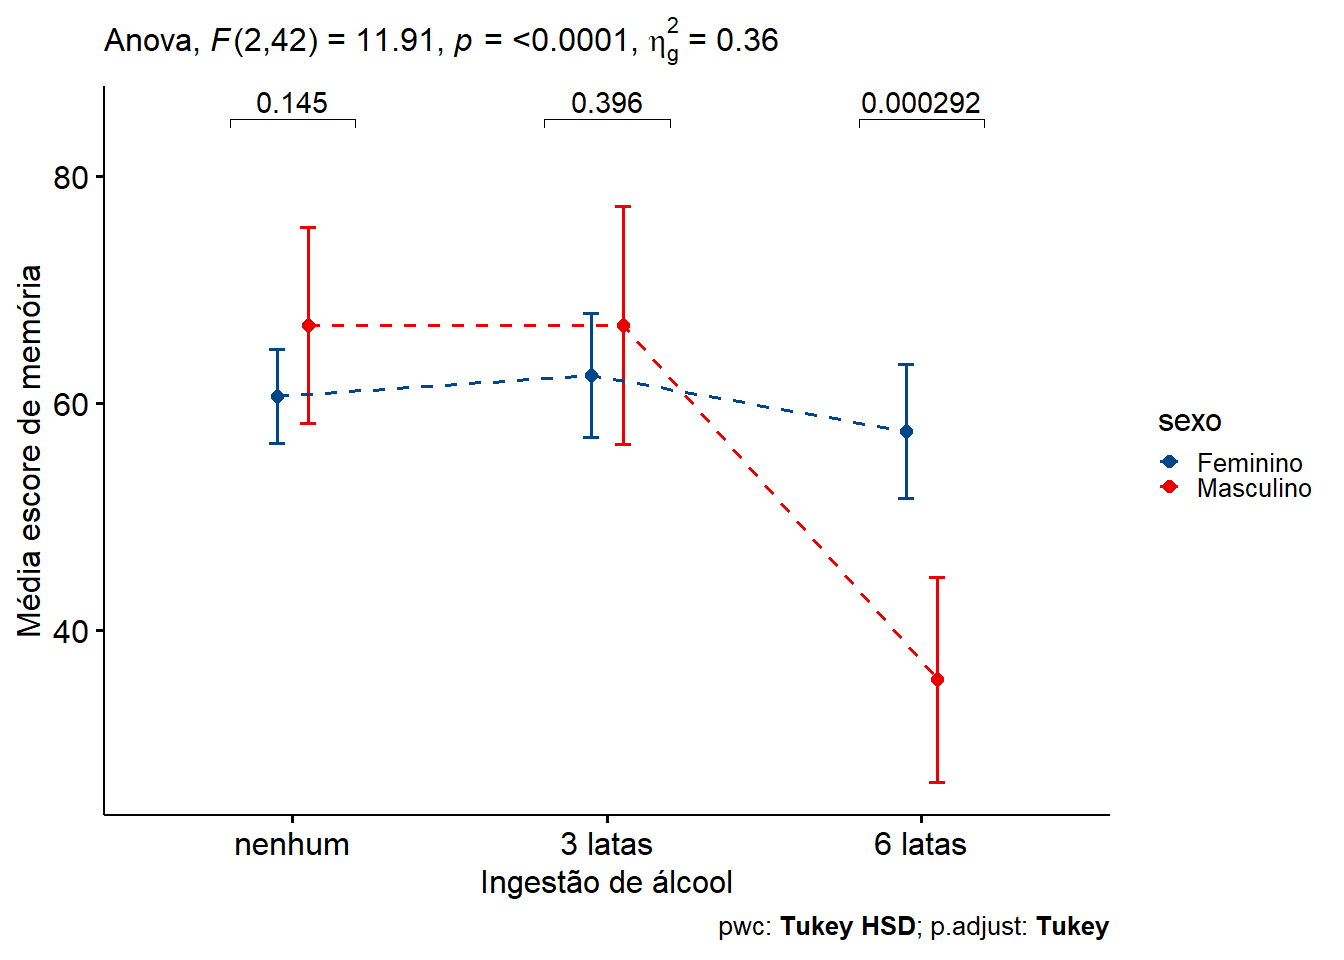 Anova, F(2,42) = 11.91, p = <0.0001, η²g = 0.36
0.145 0.396 0.000292
80
60
40
Média escore de memória
nenhum 3 latas 6 latas
Ingestão de álcool
sexo
Feminino
Masculino
pwc: Tukey HSD; p.adjust: Tukey